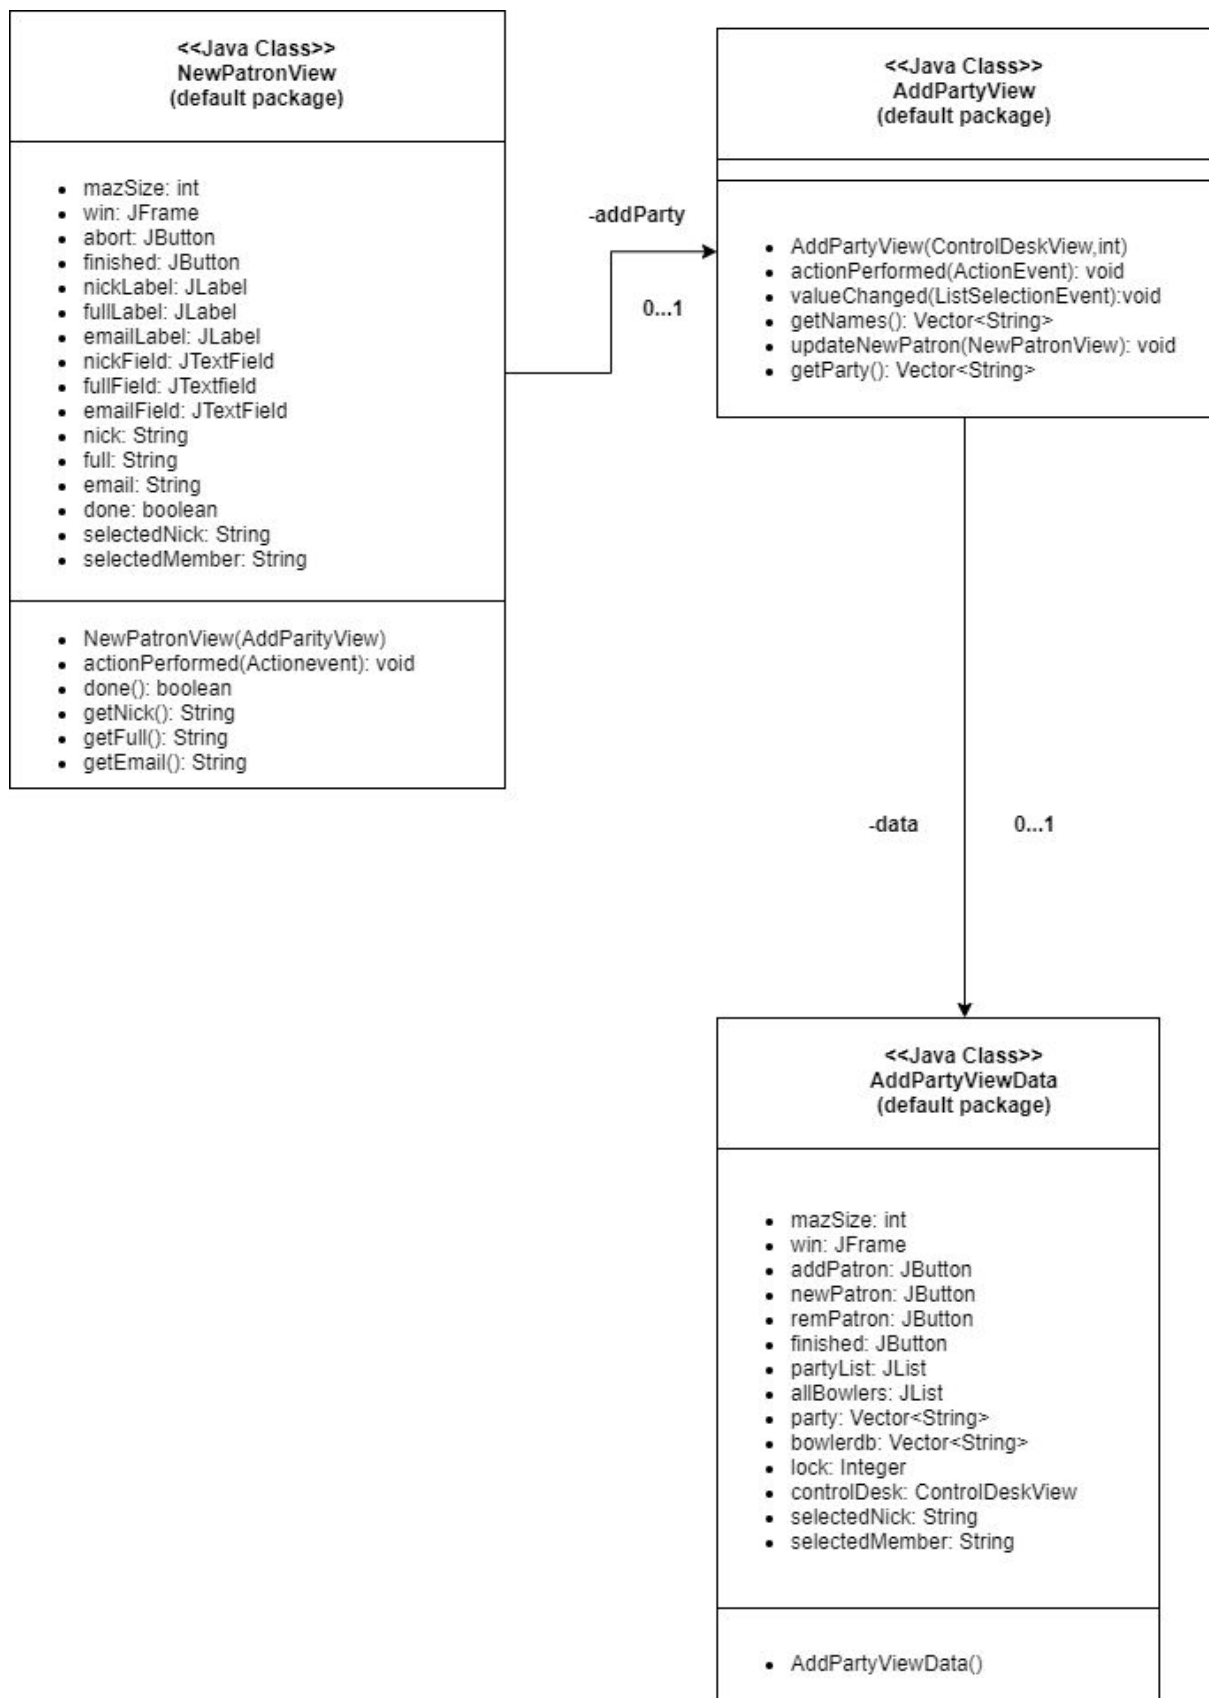 <<Java Class>>
NewPatronView
(default package)
mazSize: int
win: JFrame
abort: JButton
finished: JButton
nickLabel: JLabel
fullLabel: JLabel
emailLabel: JLabel
nickField: JTextField
fullField: JTextfield
emailField: JTextField
nick: String
full: String
email: String
done: boolean
selectedNick: String
selectedMember: String
NewPatronView(AddParityView)
actionPerformed(Actionevent): void
done(): boolean
getNick(): String
getFull(): String
getEmail(): String
-addParty
0...1
<<Java Class>>
AddPartyView
(default package)
AddPartyView(ControlDeskView,int)
actionPerformed(ActionEvent): void
valueChanged(ListSelectionEvent):void
getNames(): Vector<String>
updateNewPatron(NewPatronView): void
getParty(): Vector<String>
-data 0...1
<<Java Class>>
AddPartyViewData
(default package)
mazSize: int
win: JFrame
addPatron: JButton
newPatron: JButton
remPatron: JButton
finished: JButton
partyList: JList
allBowlers: JList
party: Vector<String>
bowlerdb: Vector<String>
lock: Integer
controlDesk: ControlDeskView
selectedNick: String
selectedMember: String
AddPartyViewData()